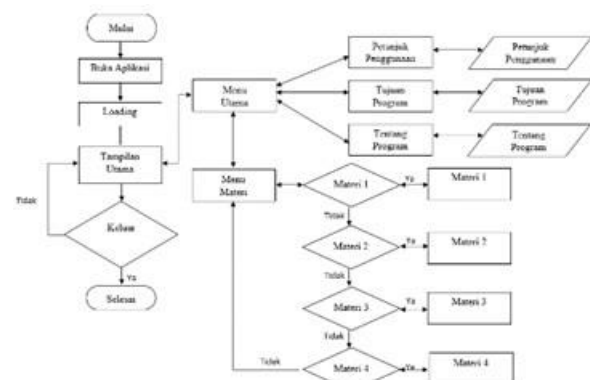 Mulai
Buka Aplikasi
Loading
Tampilan
Utama
Tidak
Keluar
Ya
Selesai
Menu
Utama
Petunjuk
Penggunaan
Petunjuk
Penggunaan
Tujuan
Program
Tujuan
Program
Tentang
Program
Tentang
Program
Menu
Materi
Materi 1
Ya
Materi 1
Tidak
Materi 2
Ya
Materi 2
Tidak
Materi 3
Ya
Materi 3
Tidak
Tidak
Materi 4
Ya
Materi 4